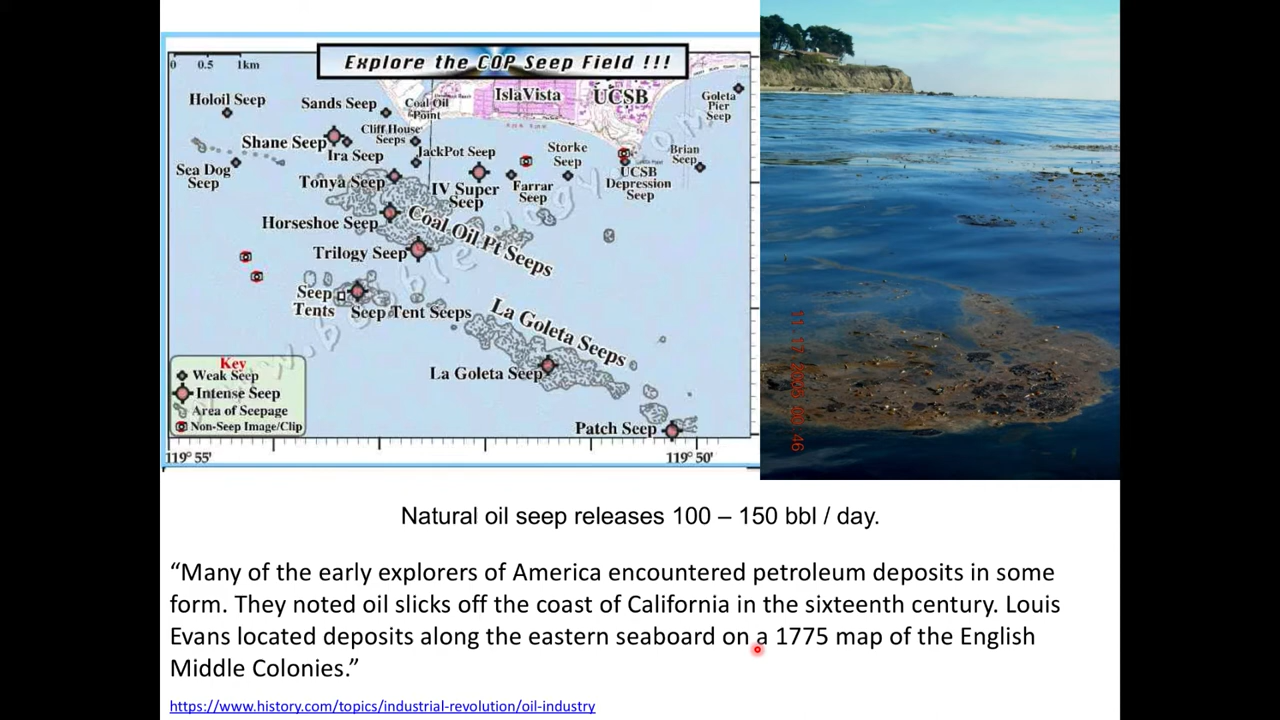 Explore the COP Seep Field !!!
0 0.5 1km
Holoil Seep
Sands Seep
Coal Oil
Point
IslaVista
UCSB
Goleta
Pier
Seep
Shane Seep
Cliff House
Seeps
Ira Seep
JackPot Seep
Storke
Seep
Brian
Seep
Sea Dog
Seep
Tonya Seep
IV Super
Seep
Farrar
Seep
UCSB
Depression
Seep
Horseshoe Seep
Coal Oil Pt Seeps
Trilogy Seep
Seep
Tents
Seep Tent Seeps
La Goleta Seeps
La Goleta Seep
Patch Seep
Key
Weak Seep
Intense Seep
Area of Seepage
Non-Seep Image/Clip
119° 55'
119° 50'
Natural oil seep releases 100 – 150 bbl / day.
“Many of the early explorers of America encountered petroleum deposits in some
form. They noted oil slicks off the coast of California in the sixteenth century. Louis
Evans located deposits along the eastern seaboard on a 1775 map of the English
Middle Colonies.”
https://www.history.com/topics/industrial-revolution/oil-industry